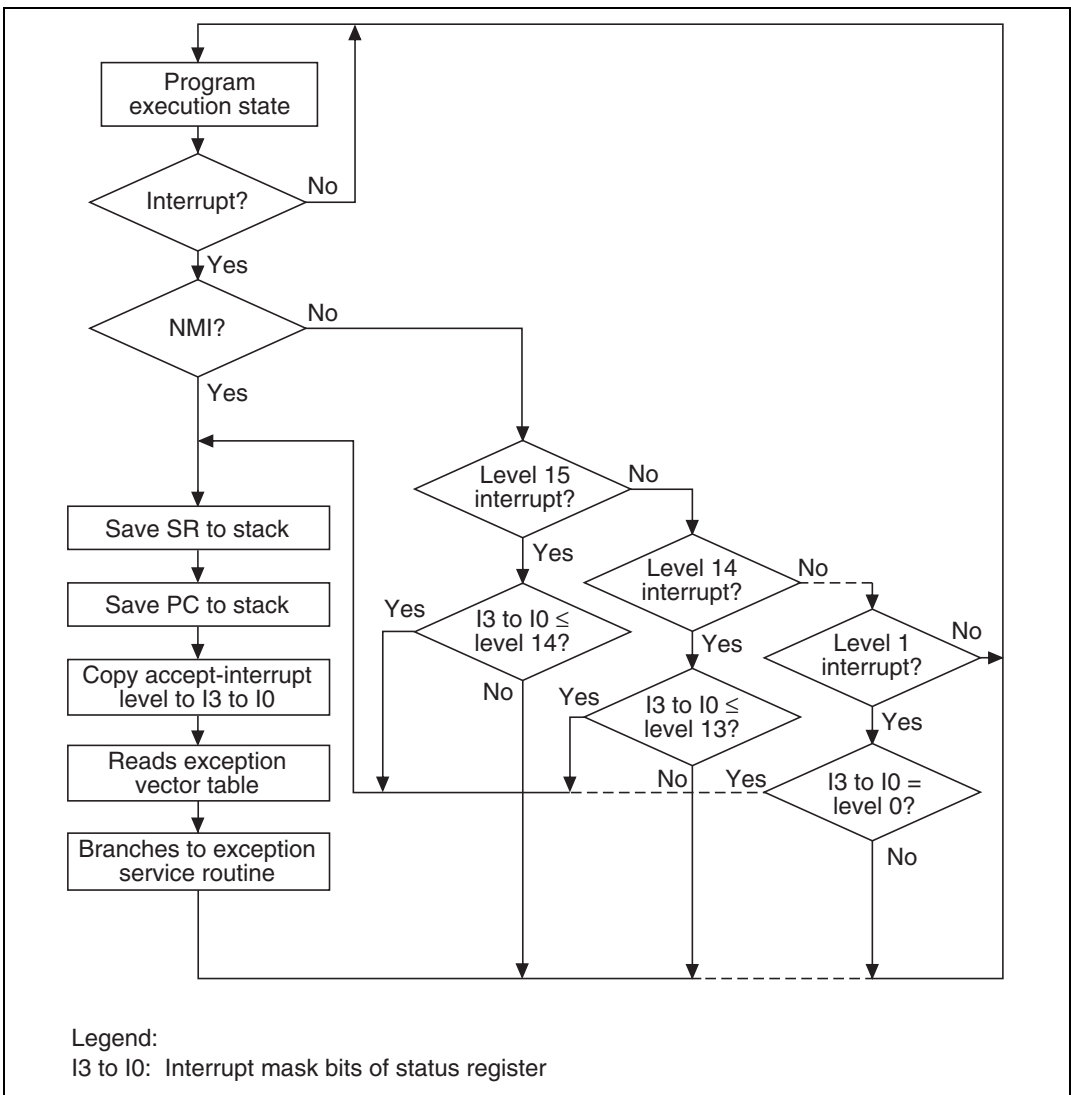 Program
execution state
Interrupt?
No
Yes
NMI?
No
Yes
Level 15
interrupt?
No
Yes
Level 14
interrupt?
No
Yes
Level 1
interrupt?
No
Yes
I3 to I0 ≤
level 14?
Yes
No
I3 to I0 ≤
level 13?
Yes
No
I3 to I0 =
level 0?
Yes
No
Save SR to stack
Save PC to stack
Copy accept-interrupt
level to I3 to I0
Reads exception
vector table
Branches to exception
service routine
Legend:
I3 to I0: Interrupt mask bits of status register